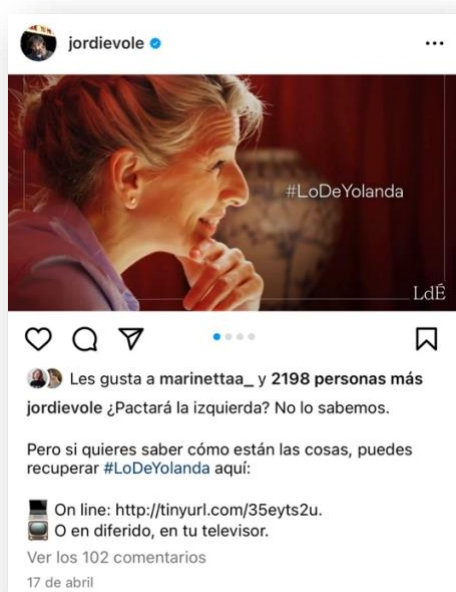 jordievole
#LoDeYolanda
LdÉ
Les gusta a marinettaa_ y 2198 personas más
jordievole ¿Pactará la izquierda? No lo sabemos.
Pero si quieres saber cómo están las cosas, puedes
recuperar #LoDeYolanda aquí:
On line: http://tinyurl.com/35eyts2u.
O en diferido, en tu televisor.
Ver los 102 comentarios
17 de abril